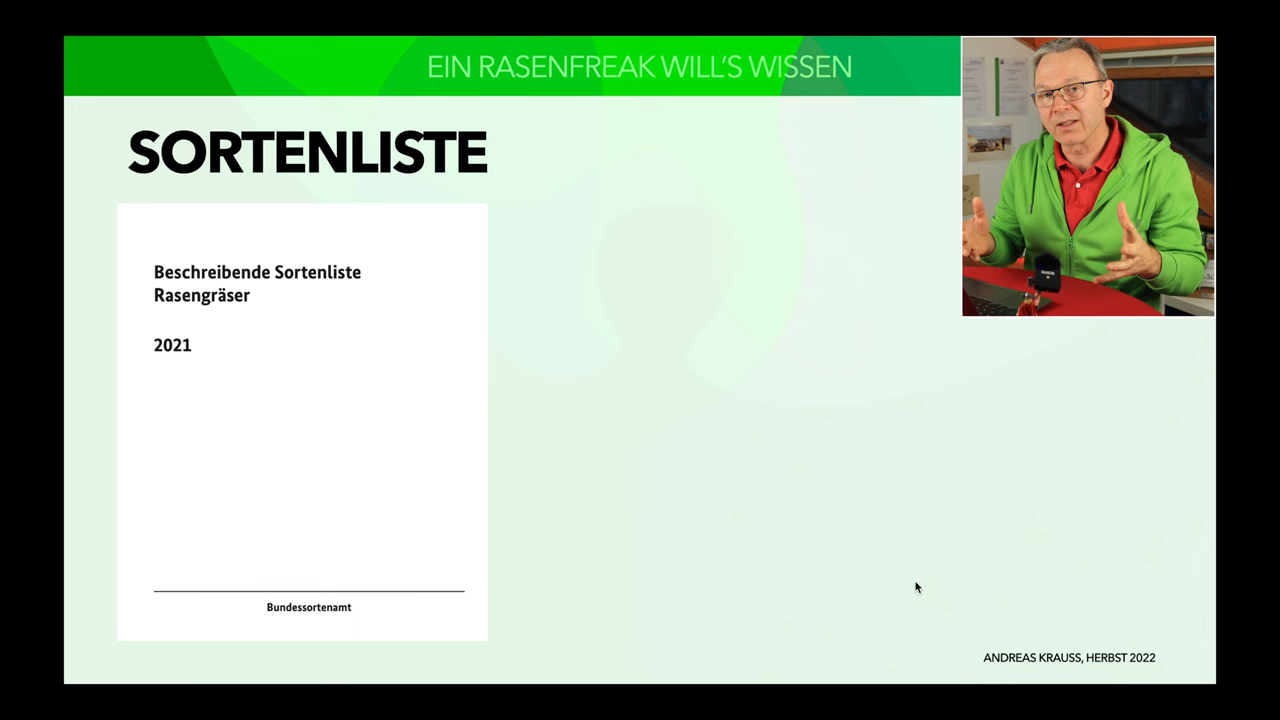 EIN RASENFREAK WILL'S WISSEN
SORTENLISTE
Beschreibende Sortenliste
Rasengräser
2021
Bundessortenamt
ANDREAS KRAUSS, HERBST 2022